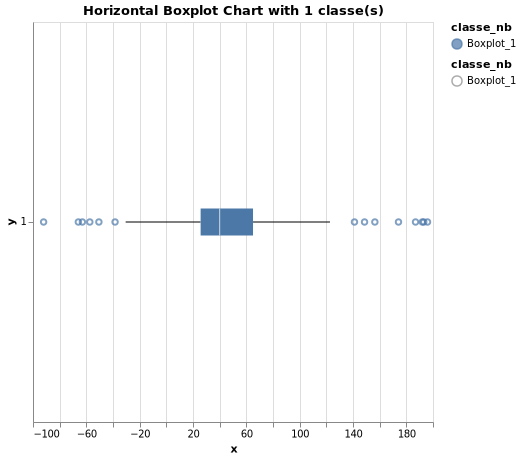 Horizontal Boxplot Chart with 1 classe(s)
classe_nb
Boxplot_1
classe_nb
Boxplot_1
y
1
−100 −60 −20 20 60 100 140 180
x